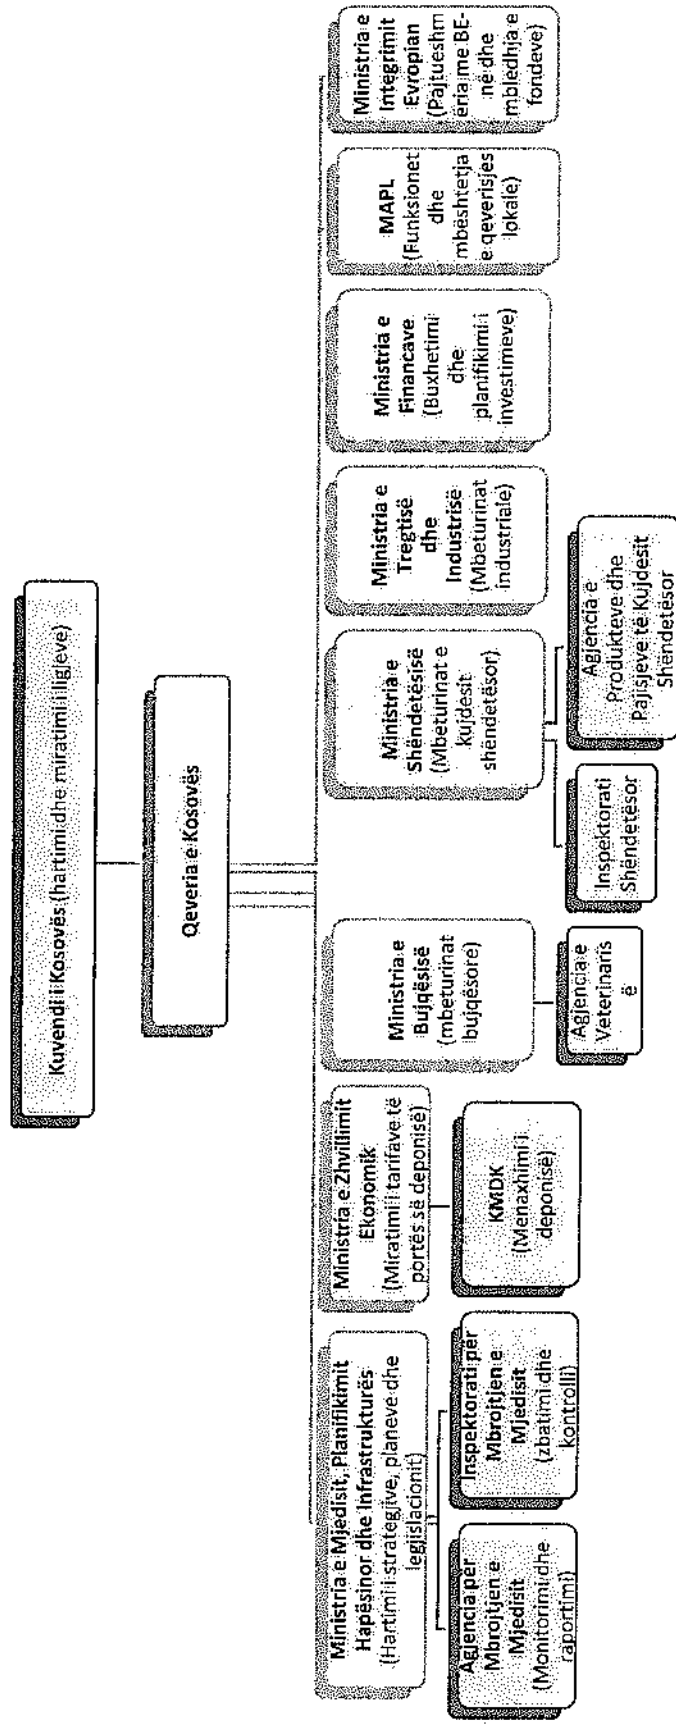 Kuvendi i Kosovës (hartimi dhe miratimi i ligjeve)
Qeveria e Kosovës
Ministria e Mjedisit, Planifikimit
Hapësinor dhe Infrastrukturës
(Hartimi i strategjive, planeve dhe
legjislacionit)
Agjencia për
Mbrojtjen e
Mjedisit
(Monitorimi dhe
raportimi)
Inspektorati për
Mbrojtjen e
Mjedisit
(zbatimi dhe
kontrolli)
Ministria e Zhvillimit
Ekonomik
(Miratimi i tarifave të
portës së deponisë)
KMDK
(Menaxhimi i
deponisë)
Ministria e
Bujqësisë
(mbeturinat
bujqësore)
Agjencia e
Veterinaris
ë
Ministria e
Shëndetësisë
(Mbeturinat e
kujdesit
shëndetësor)
Inspektorati
Shëndetësor
Agjencia e
Produkteve dhe
Pajisjeve të Kujdesit
Shëndetësor
Ministria e
Tregtisë
dhe
Industrisë
(Mbeturinat
industriale)
Ministria e
Financave
(Buxhetimi
dhe
planifikimi i
investimeve)
MAPL
(Funksionet
dhe
mbështetja
e qeverisjes
lokale)
Ministria e
Integrimit
Evropian
(Pajtueshm
ëria me BE-
në dhe
mbledhja e
fondeve)